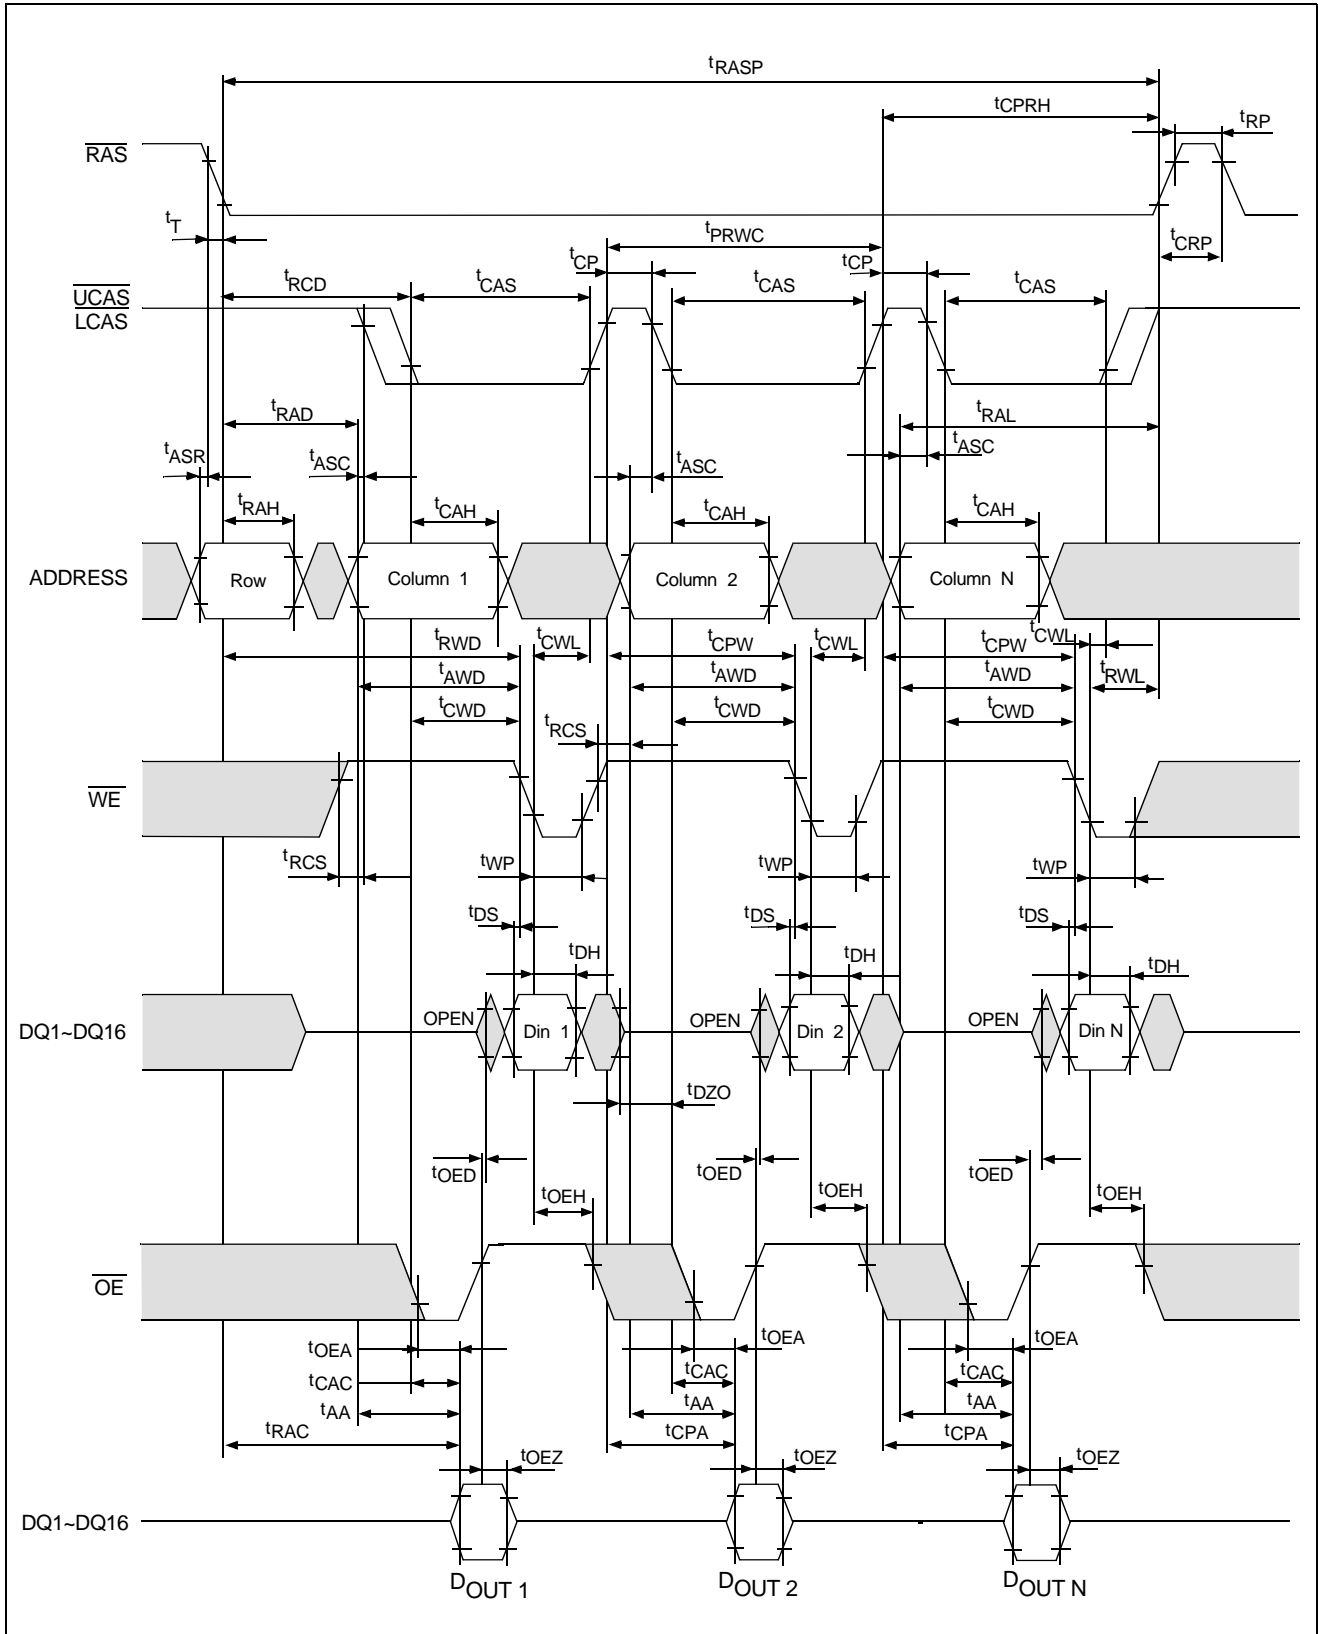 tRASP
tCPRH
tRP
RAS
tT
tPRWC
tCRP
tCP
tCP
tRCD
tCAS
tCAS
tCAS
UCAS
LCAS
tRAD
tRAL
tASR
tASC
tASC
tASC
tRAH
tCAH
tCAH
tCAH
ADDRESS
Row
Column 1
Column 2
Column N
tRWD
tCWL
tCPW
tCWL
tCPW
tCWL
tAWD
tAWD
tAWD
tRWL
tCWD
tRCS
tCWD
tCWD
WE
tRCS
tWP
tWP
tWP
tDS
tDS
tDS
tDH
tDH
tDH
DQ1~DQ16
OPEN
Din 1
OPEN
Din 2
OPEN
Din N
tDZO
tOED
tOED
tOED
tOEH
tOEH
tOEH
OE
tOEA
tOEA
tOEA
tCAC
tCAC
tCAC
tAA
tAA
tAA
tRAC
tCPA
tCPA
tOEZ
tOEZ
tOEZ
DQ1~DQ16
DOUT 1
DOUT 2
DOUT N